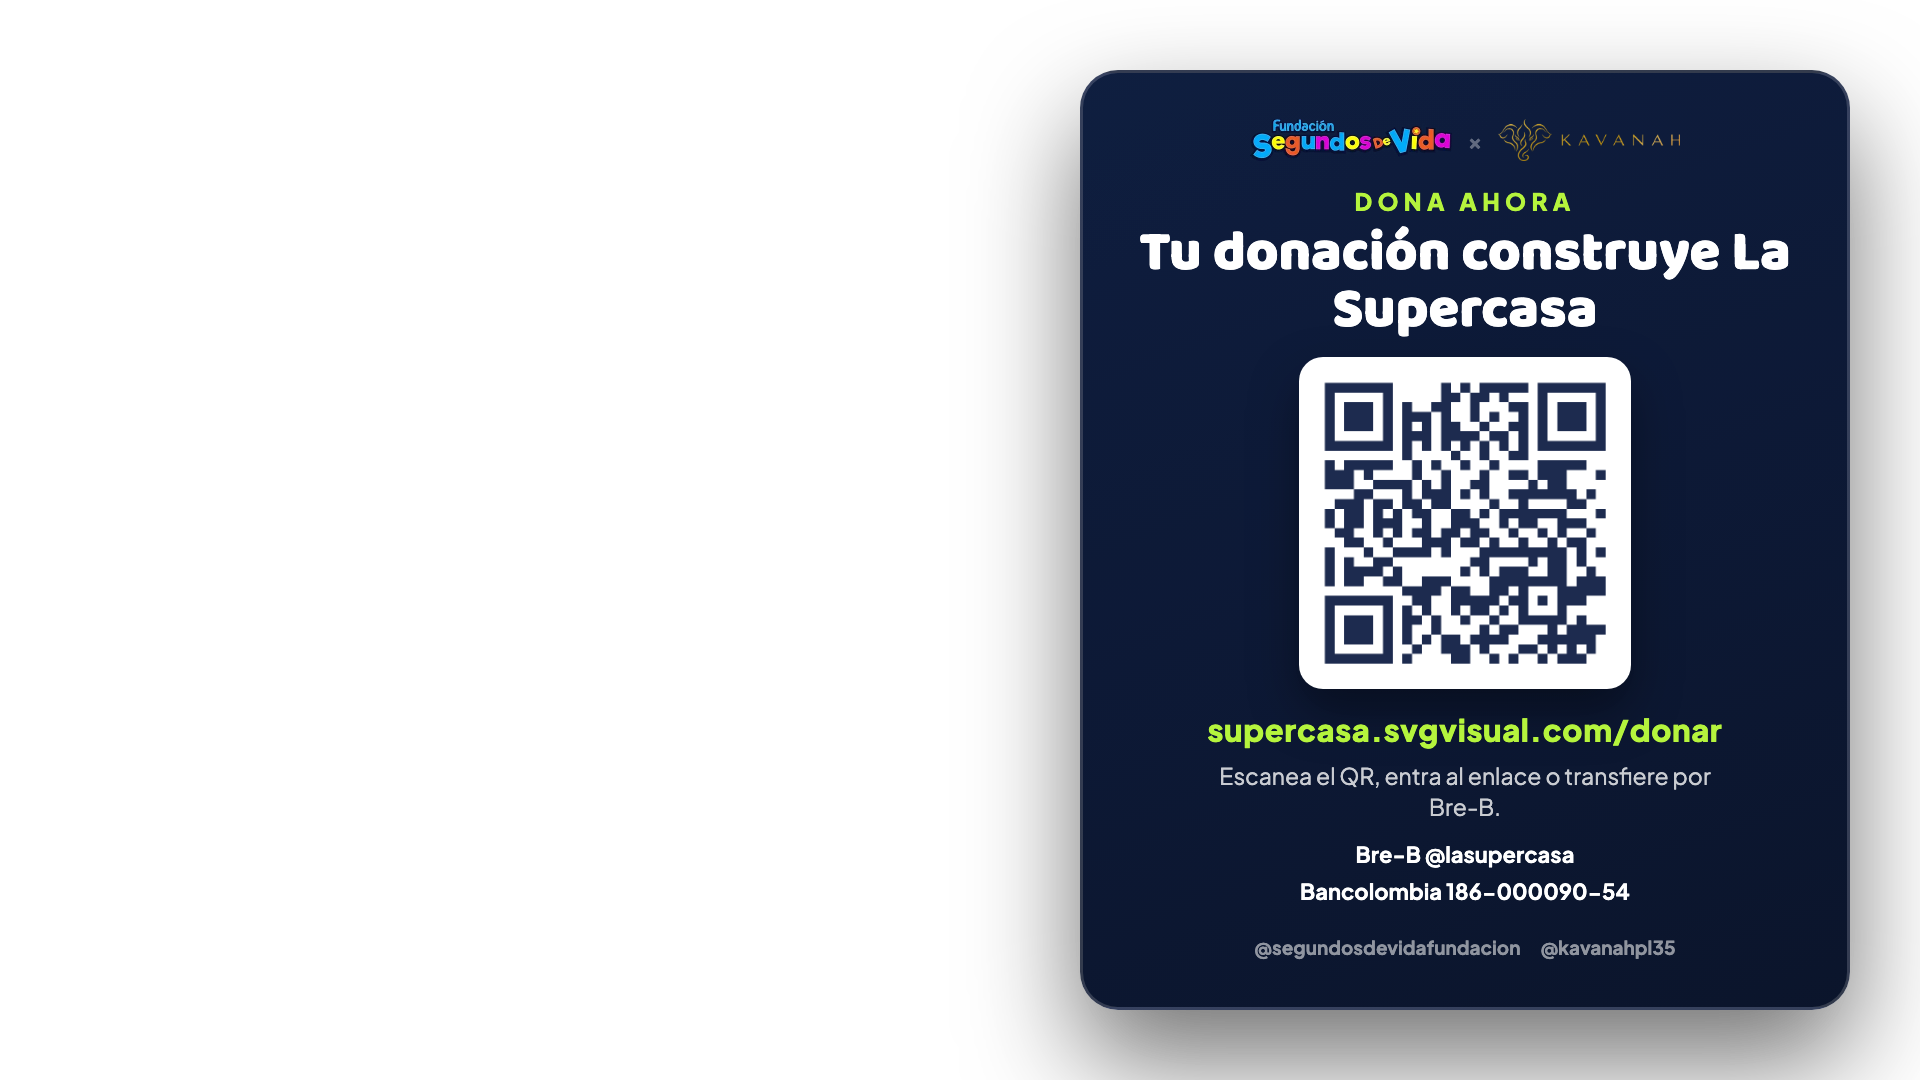 Fundación
Segundos De Vida × KAVANAH
DONA AHORA
Tu donación construye La
Supercasa
supercasa.svgvisual.com/donar
Escanea el QR, entra al enlace o transfiere por
Bre-B.
Bre-B @lasupercasa
Bancolombia 186-000090-54
@segundosdevidafundacion @kavanahpl35